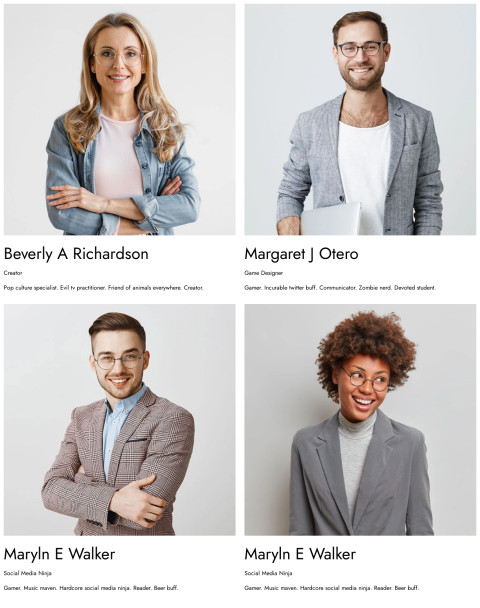 Beverly A Richardson
Creator
Pop culture specialist. Evil tv practitioner. Friend of animals everywhere. Creator.
Margaret J Otero
Game Designer
Gamer. Incurable twitter buff. Communicator. Zombie nerd. Devoted student.
Maryln E Walker
Social Media Ninja
Gamer. Music maven. Hardcore social media ninja. Reader. Beer buff.
Maryln E Walker
Social Media Ninja
Gamer. Music maven. Hardcore social media ninja. Reader. Beer buff.